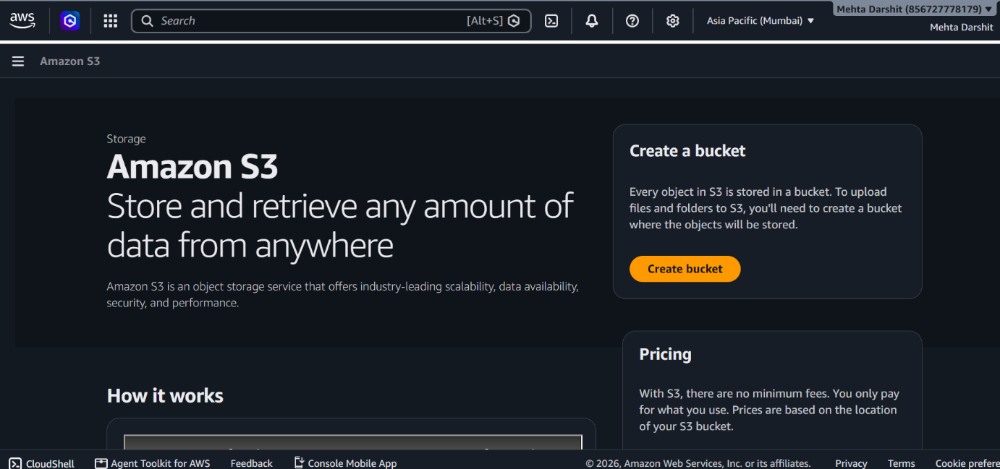 aws
Search [Alt+S]
Asia Pacific (Mumbai) ▼
Mehta Darshit (856727778179) ▼
Mehta Darshit
Amazon S3
Storage
Amazon S3
Store and retrieve any amount of
data from anywhere
Amazon S3 is an object storage service that offers industry-leading scalability, data availability,
security, and performance.
Create a bucket
Every object in S3 is stored in a bucket. To upload
files and folders to S3, you'll need to create a bucket
where the objects will be stored.
Create bucket
Pricing
With S3, there are no minimum fees. You only pay
for what you use. Prices are based on the location
of your S3 bucket.
How it works
CloudShell Agent Toolkit for AWS Feedback Console Mobile App © 2026, Amazon Web Services, Inc. or its affiliates. Privacy Terms Cookie prefere